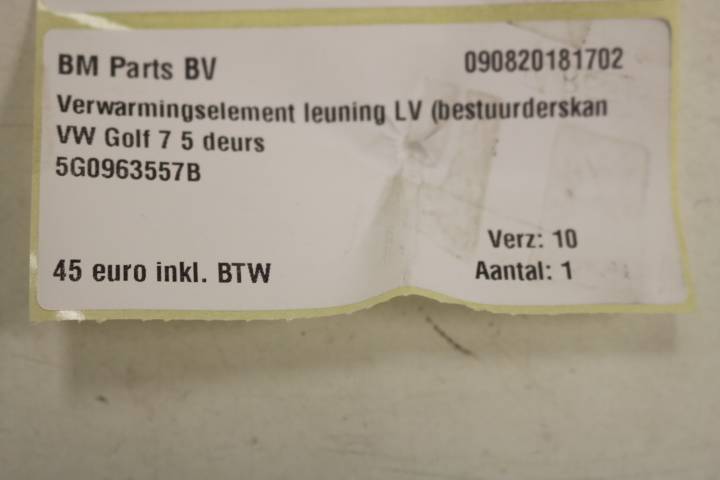 BM Parts BV 090820181702
Verwarmingselement leuning LV (bestuurderskan
VW Golf 7 5 deurs
5G0963557B
Verz: 10
45 euro inkl. BTW Aantal: 1